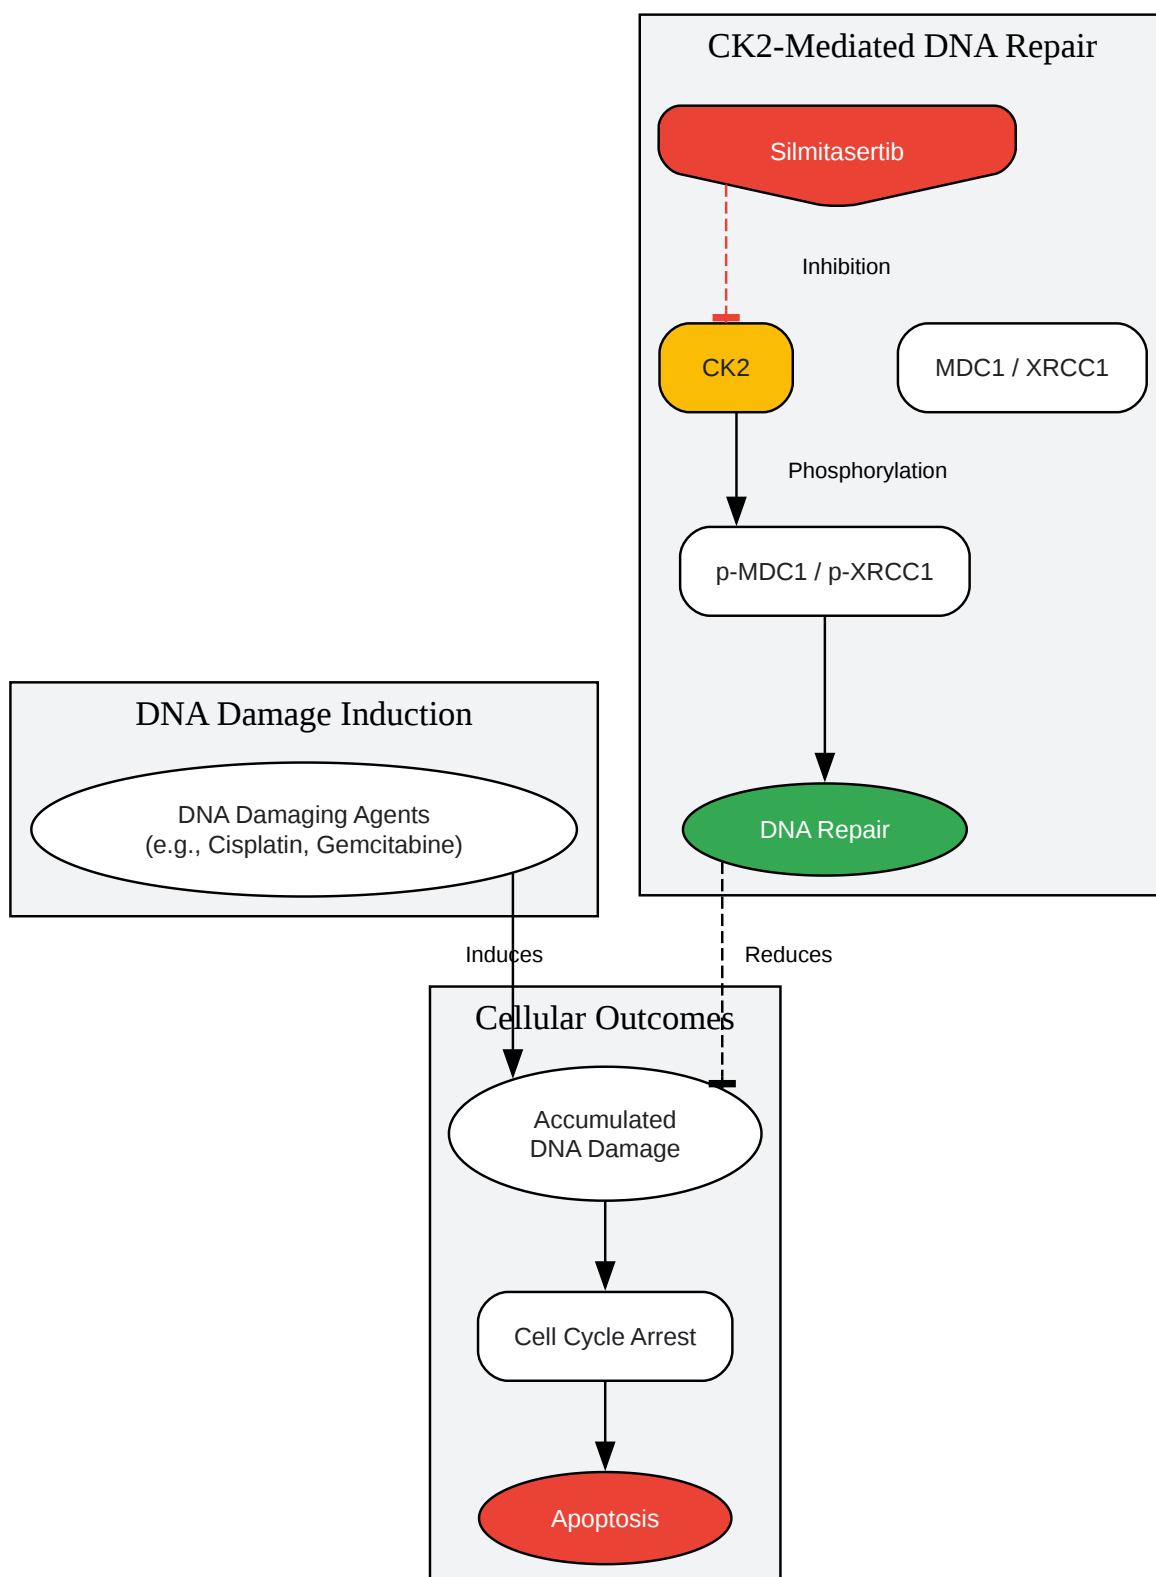 CK2-Mediated DNA Repair
Silmitasertib
Inhibition
CK2
MDC1 / XRCC1
Phosphorylation
p-MDC1 / p-XRCC1
DNA Repair
DNA Damage Induction
DNA Damaging Agents
(e.g., Cisplatin, Gemcitabine)
Induces
Reduces
Cellular Outcomes
Accumulated
DNA Damage
Cell Cycle Arrest
Apoptosis